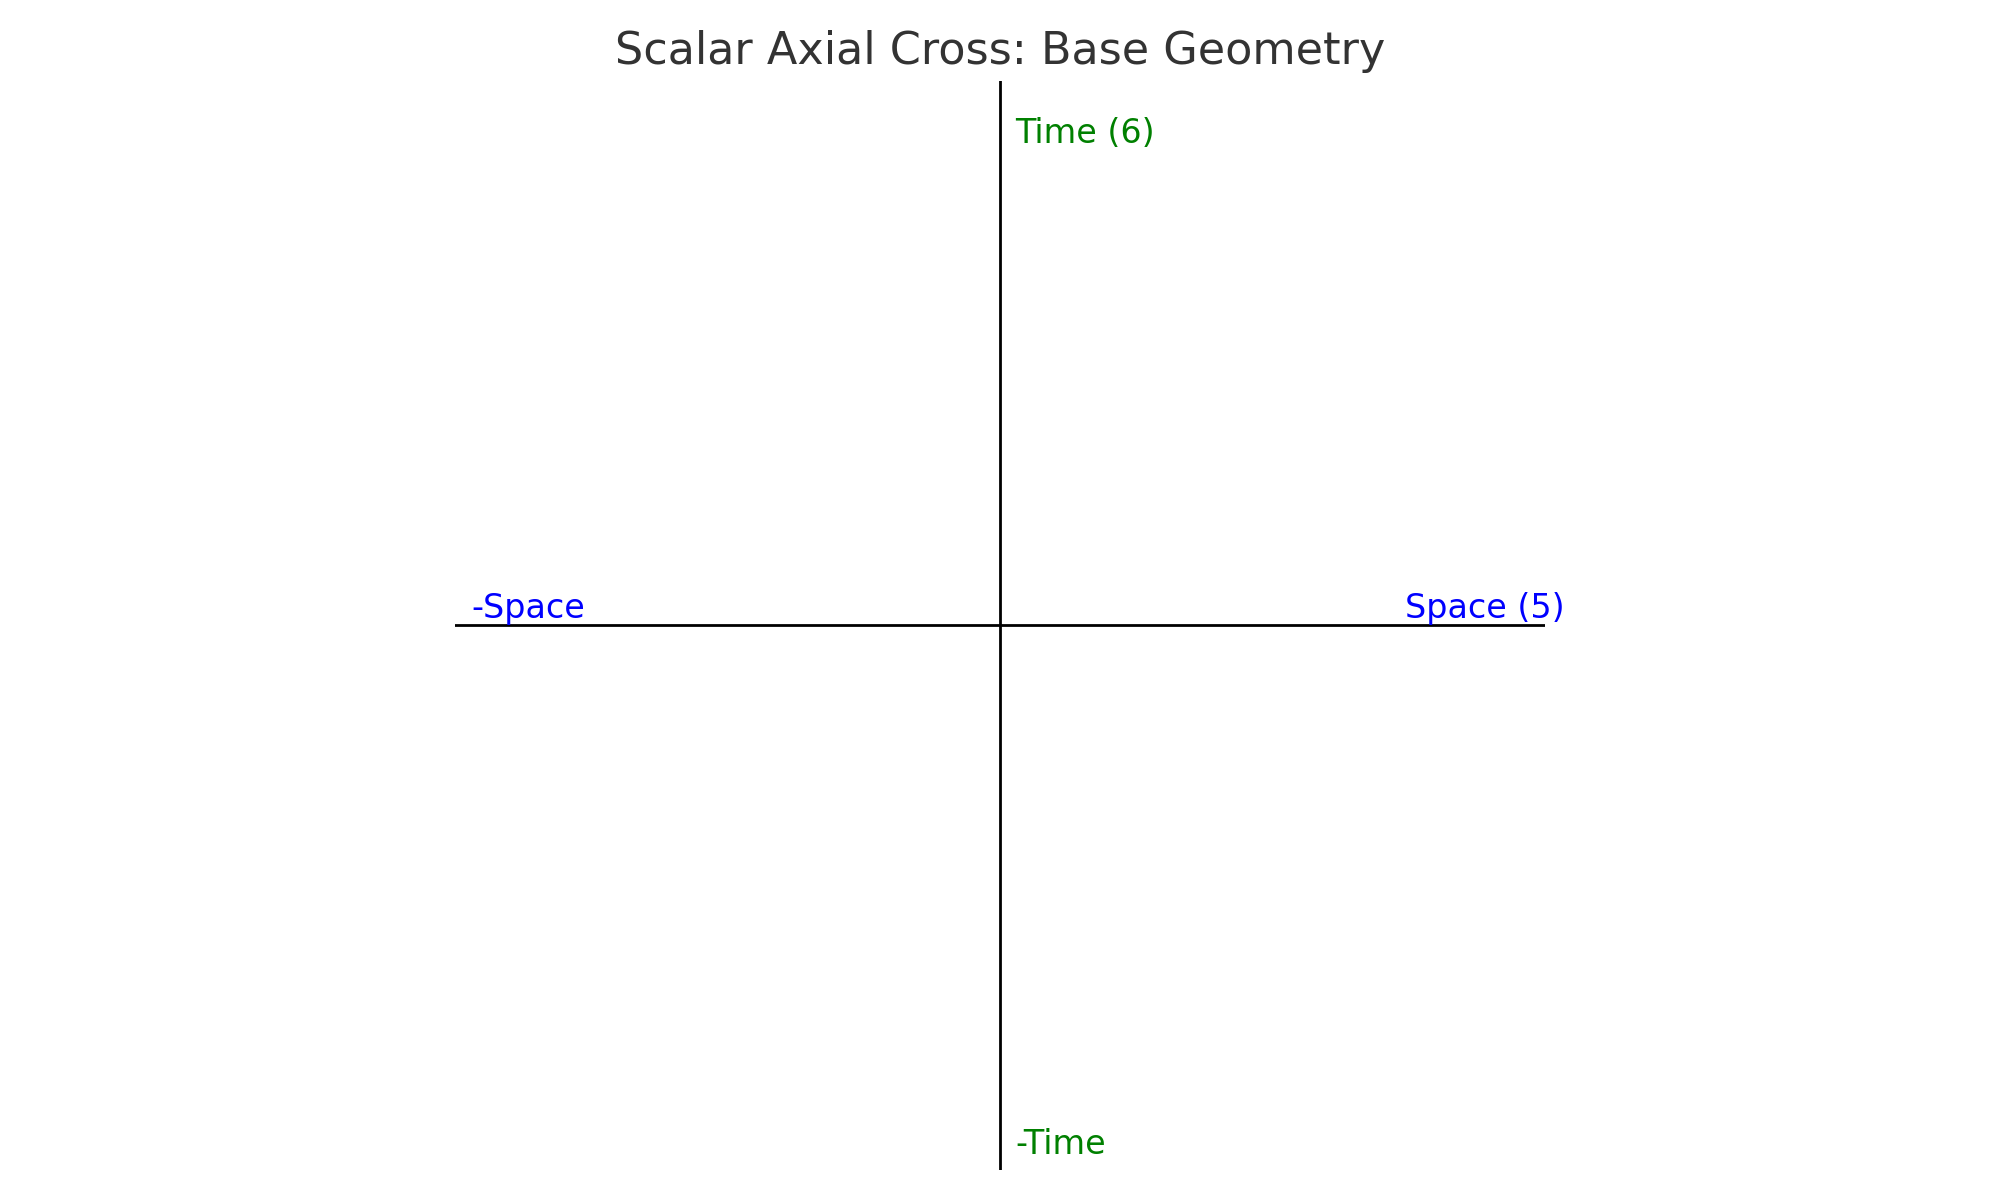 Scalar Axial Cross: Base Geometry
Time (6)
-Space
Space (5)
-Time